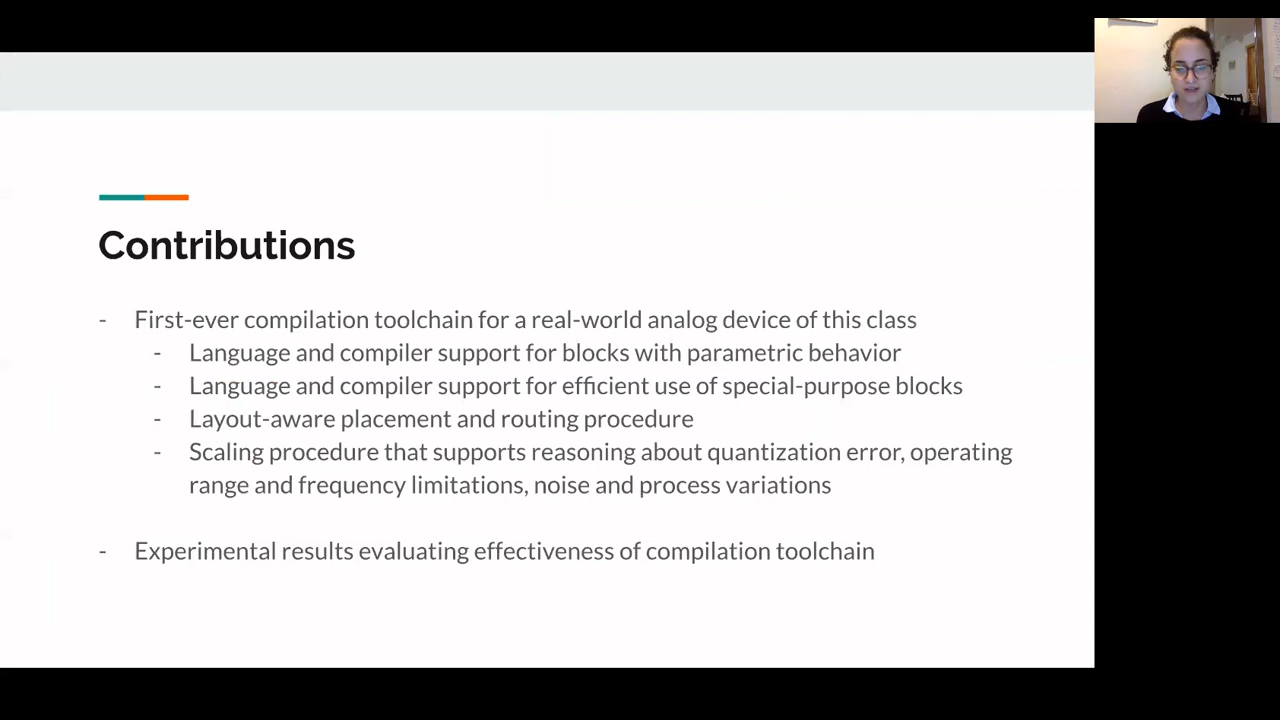 Contributions
- First-ever compilation toolchain for a real-world analog device of this class
- Language and compiler support for blocks with parametric behavior
- Language and compiler support for efficient use of special-purpose blocks
- Layout-aware placement and routing procedure
- Scaling procedure that supports reasoning about quantization error, operating
range and frequency limitations, noise and process variations
- Experimental results evaluating effectiveness of compilation toolchain